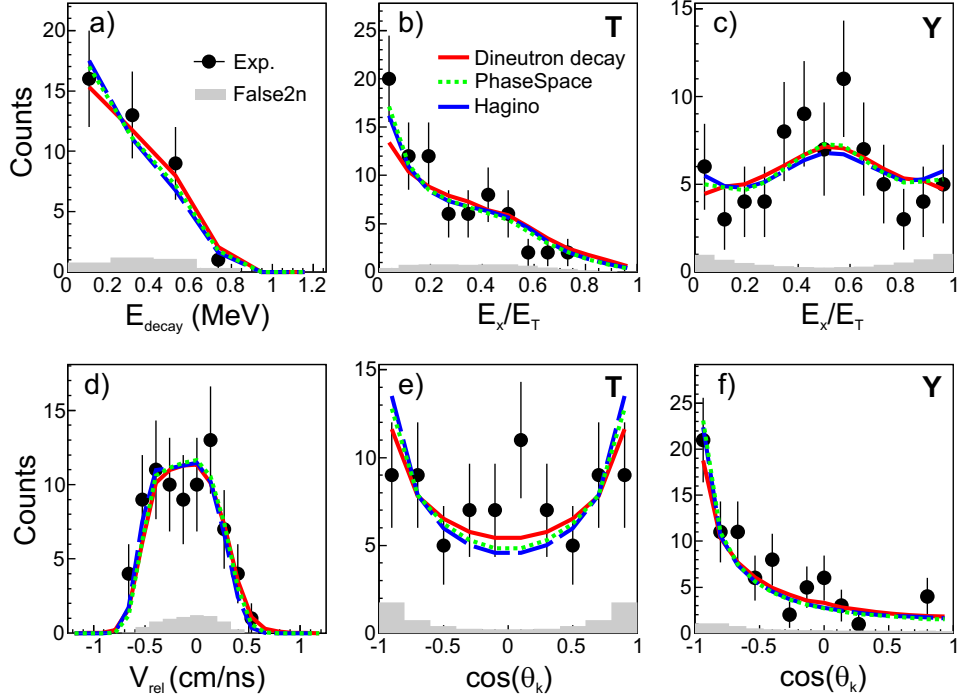 a)
Exp.
False2n
Counts
20
15
10
5
0
0 0.2 0.4 0.6 0.8 1 1.2
E_decay (MeV)
b) T
Dineutron decay
PhaseSpace
Hagino
25
20
15
10
5
0
0 0.2 0.4 0.6 0.8 1
E_x/E_T
c) Y
15
10
5
0
0 0.2 0.4 0.6 0.8 1
E_x/E_T
d)
Counts
15
10
5
0
-1 -0.5 0 0.5 1
V_rel (cm/ns)
e) T
15
10
5
0
-1 -0.5 0 0.5 1
cos(θ_k)
f) Y
25
20
15
10
5
0
-1 -0.5 0 0.5 1
cos(θ_k)